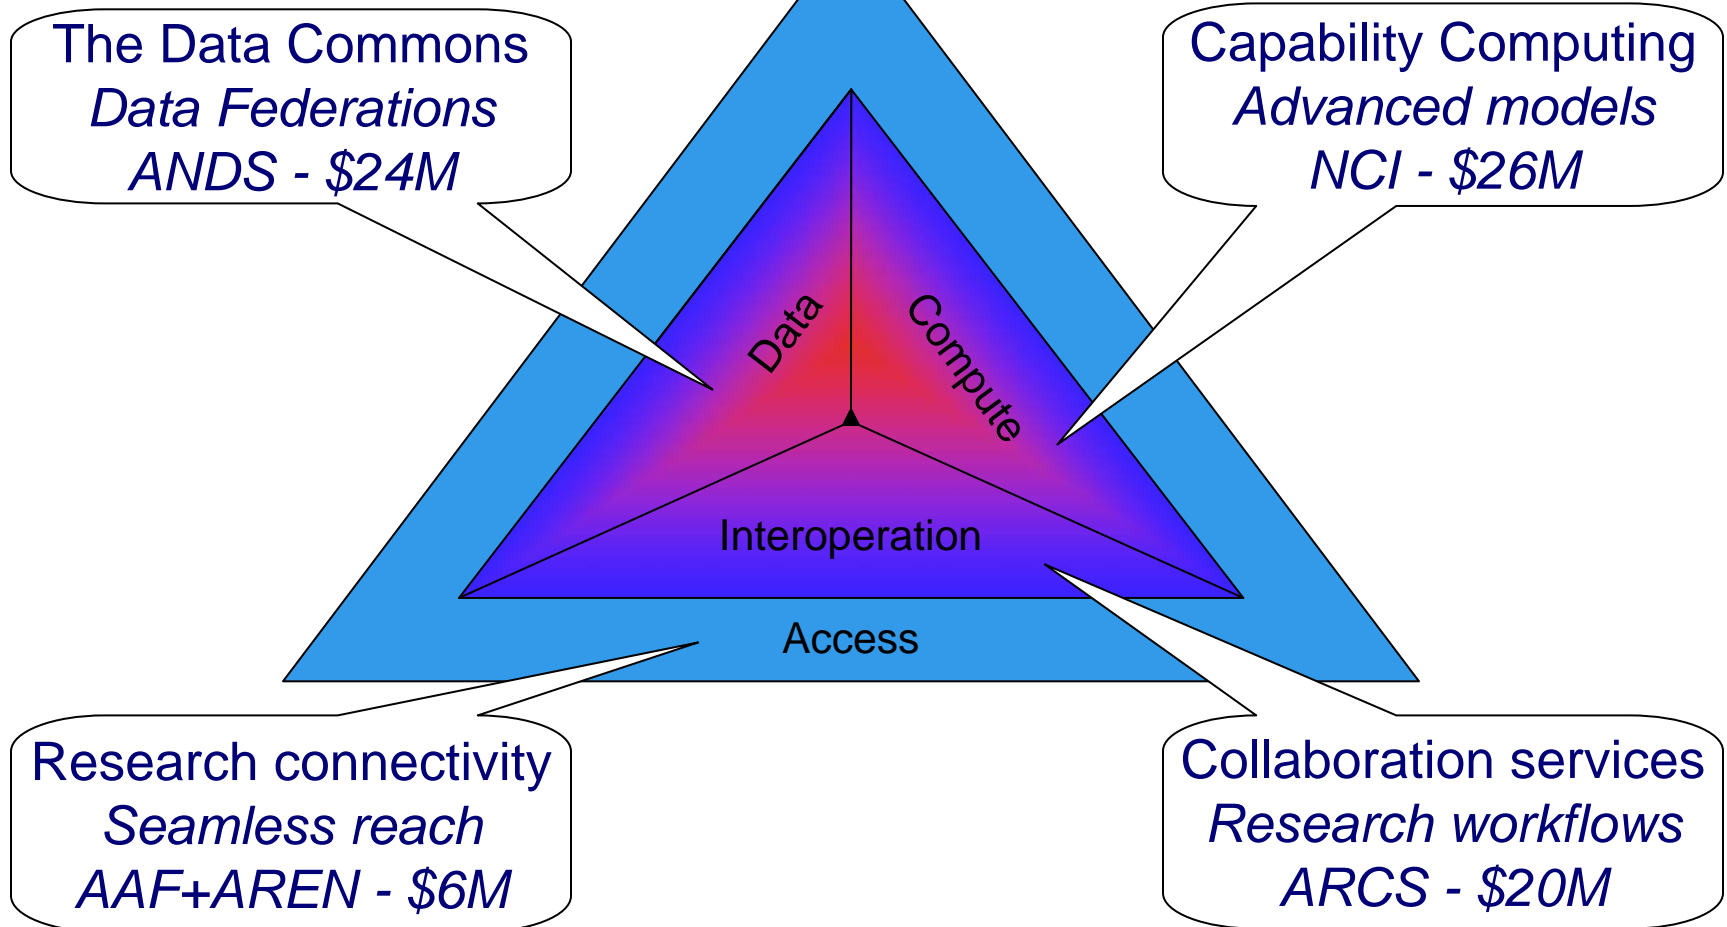 The Data Commons
Data Federations
ANDS - $24M
Capability Computing
Advanced models
NCI - $26M
Data
Compute
Interoperation
Access
Research connectivity
Seamless reach
AAF+AREN - $6M
Collaboration services
Research workflows
ARCS - $20M